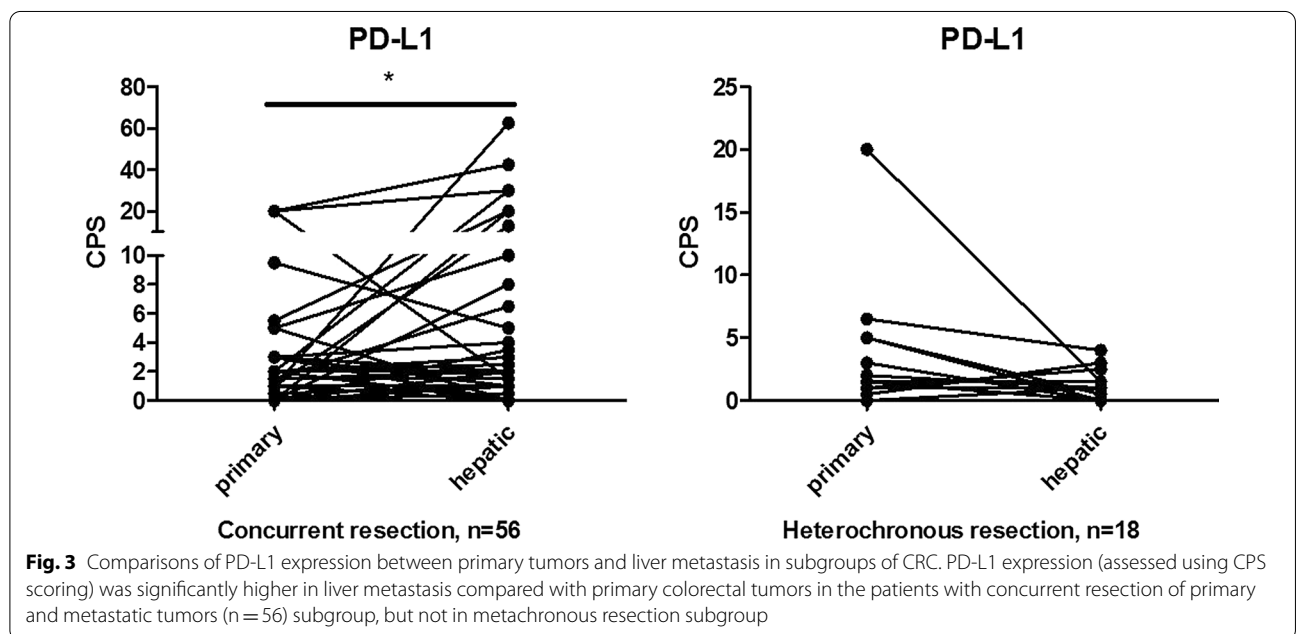 PD-L1
*
CPS
80
60
40
20
10
8
6
4
2
0
primary
hepatic
Concurrent resection, n=56
PD-L1
CPS
25
20
15
10
5
0
primary
hepatic
Heterochronous resection, n=18
Fig. 3 Comparisons of PD-L1 expression between primary tumors and liver metastasis in subgroups of CRC. PD-L1 expression (assessed using CPS
scoring) was significantly higher in liver metastasis compared with primary colorectal tumors in the patients with concurrent resection of primary
and metastatic tumors (n = 56) subgroup, but not in metachronous resection subgroup